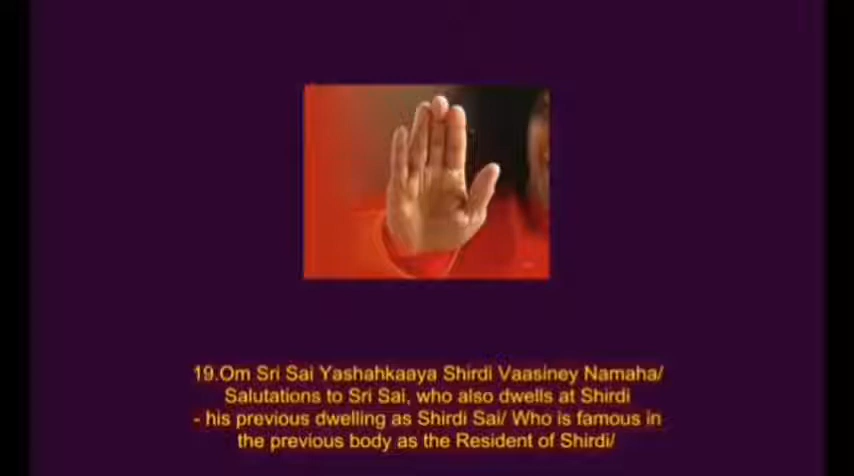 19.Om Sri Sai Yashahkaaya Shirdi Vaasiney Namaha/
Salutations to Sri Sai, who also dwells at Shirdi
- his previous dwelling as Shirdi Sai/ Who is famous in
the previous body as the Resident of Shirdi/